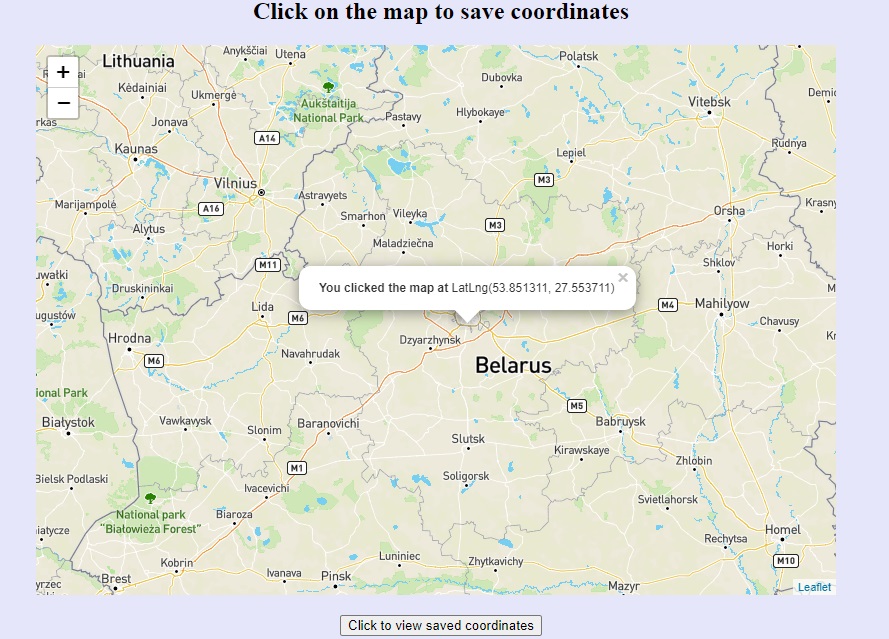 Click on the map to save coordinates
Lithuania
Anykščiai
Utena
Polatsk
+
ai
Dubovka
Kėdainiai
Ukmergė
Aukštaitija
National Park
Vitebsk
Demid
−
rkas
Jonava
Pastavy
Hlybokaye
A14
Rudnya
Kaunas
Lepiel
Vilnius
M3
Astravyets
Marijampolė
A16
Smarhon
Vileyka
Orsha
Krasny
Alytus
M3
Maladziečna
Horki
M11
Shklov
uwałki
Druskininkai
You clicked the map at LatLng(53.851311, 27.553711)
×
Lida
M6
M4
Mahilyow
ugustów
Chavusy
Hrodna
Dzyarzhynsk
Kr
M6
Navahrudak
Belarus
ional Park
M5
Białystok
Vawkavysk
Slonim
Baranovichi
Babruysk
Slutsk
Kirawskaye
M1
Zhlobin
Bielsk Podlaski
Soligorsk
Ivacevichi
Svietlahorsk
National park
"Białowieża Forest"
Biaroza
iatycze
Homel
Rechytsa
Kobrin
Luniniec
Zhytkavichy
M10
Brest
Ivanava
Pinsk
yrzec
Mazyr
Leaflet
Click to view saved coordinates